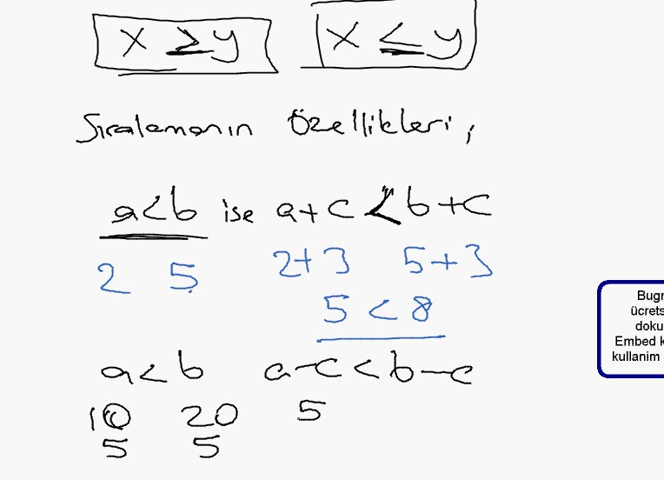 x ≥ y x ≤ y
Sıralamanın Özellikleri,
a<b ise a+c < b+c
2 5 2+3 5+3
5 < 8
a < b a-c < b-c
10 20 5
5 5
Bugr
ücrets
doku
Embed k
kullanim